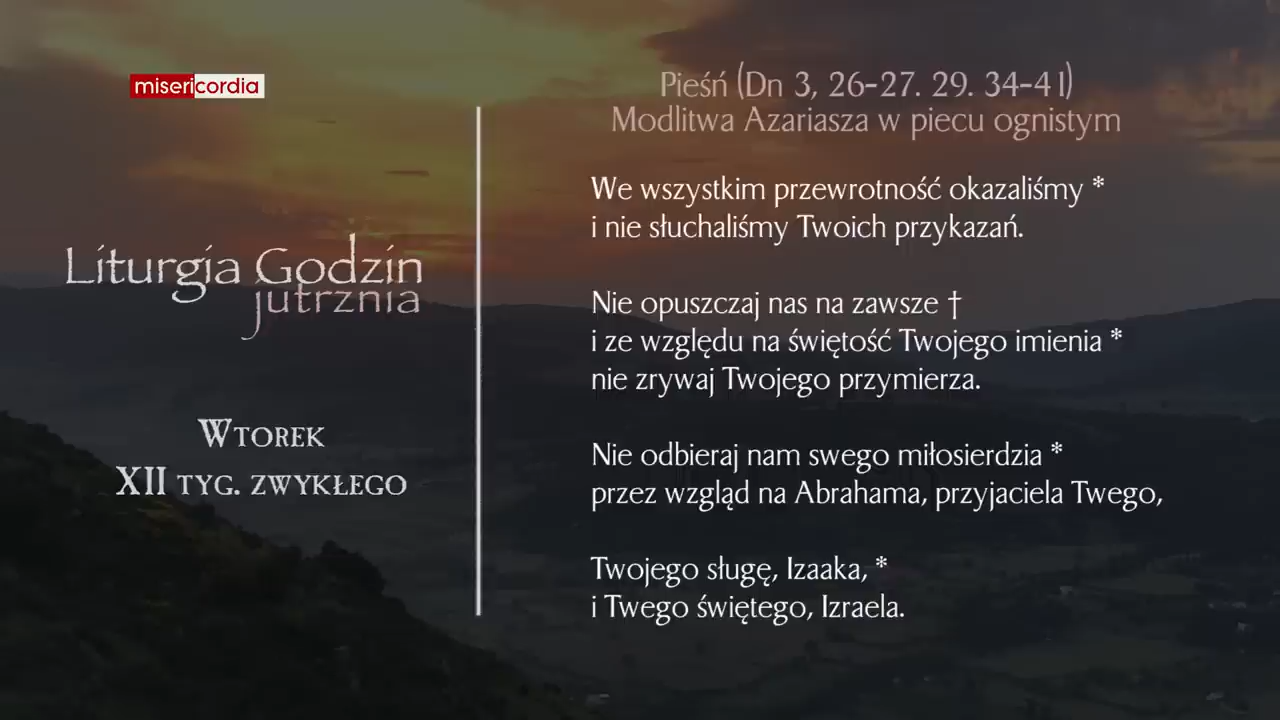 misericordia
Liturgia Godzin
jutrznia
Wtorek
XII tyg. zwykłego
Pieśń (Dn 3, 26-27. 29. 34-41)
Modlitwa Azariasza w piecu ognistym
We wszystkim przewrotność okazaliśmy *
i nie słuchaliśmy Twoich przykazań.
Nie opuszczaj nas na zawsze †
i ze względu na świętość Twojego imienia *
nie zrywaj Twojego przymierza.
Nie odbieraj nam swego miłosierdzia *
przez wzgląd na Abrahama, przyjaciela Twego,
Twojego sługę, Izaaka, *
i Twego świętego, Izraela.